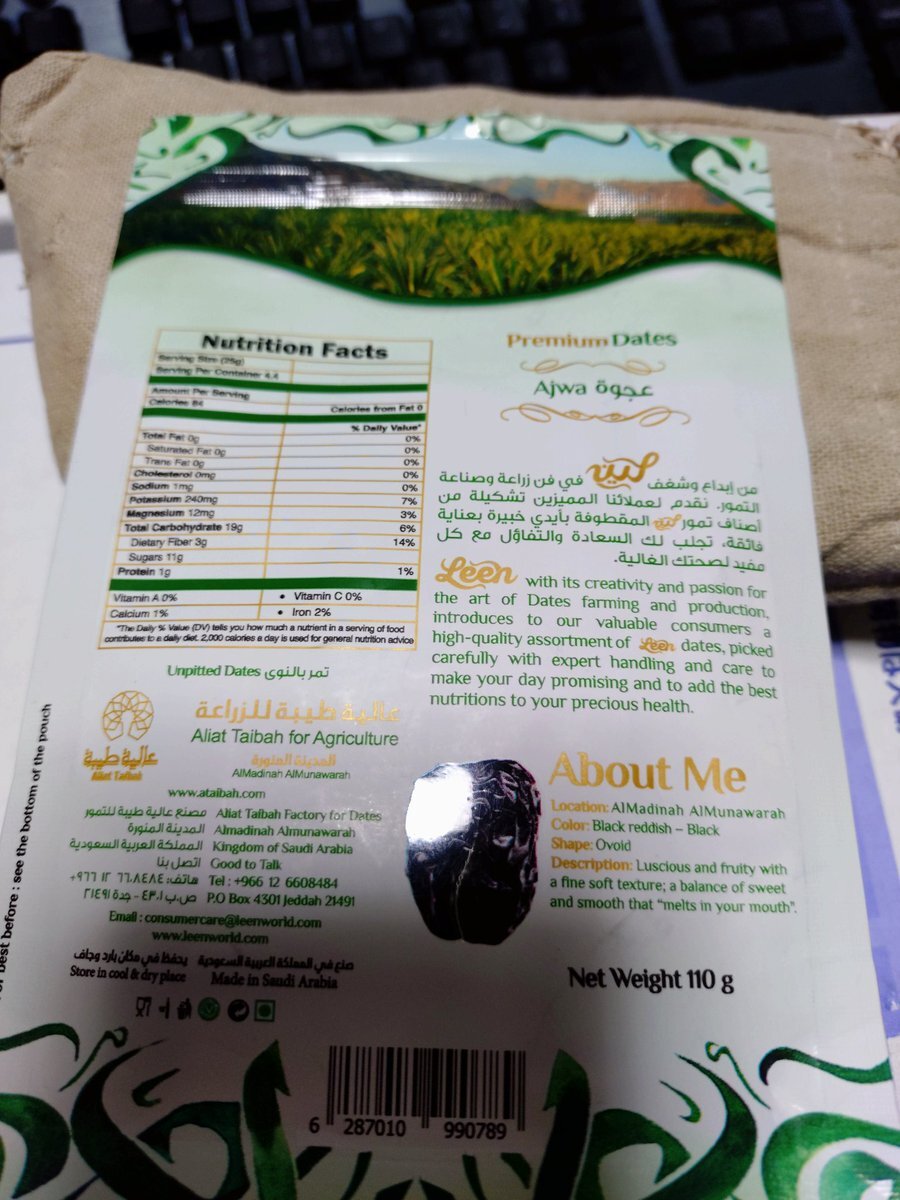 Nutrition Facts
Serving Size (25g)
Serving Per Container 4.4
Amount Per Serving
Calories 84 Calories from Fat 0
% Daily Value*
Total Fat 0g 0%
Saturated Fat 0g 0%
Trans Fat 0g 0%
Cholesterol 0mg 0%
Sodium 1mg 0%
Potassium 240mg 7%
Magnesium 12mg 3%
Total Carbohydrate 19g 6%
Dietary Fiber 3g 14%
Sugars 11g
Protein 1g 1%
Vitamin A 0% • Vitamin C 0%
Calcium 1% • Iron 2%
*The Daily % Value (DV) tells you how much a nutrient in a serving of food
contributes to a daily diet. 2,000 calories a day is used for general nutrition advice
Unpitted Dates تمر بالنوى
عالية طيبة
Aliat Taibah
عالية طيبة للزراعة
Aliat Taibah for Agriculture
المدينة المنورة
AlMadinah AlMunawarah
www.ataibah.com
مصنع عالية طيبة للتمور Aliat Taibah Factory for Dates
المدينة المنورة Almadinah Almunawarah
المملكة العربية السعودية Kingdom of Saudi Arabia
اتصل بنا Good to Talk
هاتف: ٦٦٠٨٤٨٤ ١٢ ٩٦٦+ Tel : +966 12 6608484
ص.ب ٤٣٠١ - جدة ٢١٤٩١ P.O Box 4301 Jeddah 21491
Email : consumercare@leenworld.com
www.leenworld.com
صنع في المملكة العربية السعودية يحفظ في مكان بارد وجاف
Store in cool & dry place Made in Saudi Arabia
Premium Dates
Ajwa عجوة
من إبداع وشغف لين في فن زراعة وصناعة
التمور، نقدم لعملائنا المميزين تشكيلة من
أصناف تمور لين المقطوفة بأيدي خبيرة بعناية
فائقة، تجلب لك السعادة والتفاؤل مع كل
مفيد لصحتك الغالية.
Leen with its creativity and passion for
the art of Dates farming and production,
introduces to our valuable consumers a
high-quality assortment of Leen dates, picked
carefully with expert handling and care to
make your day promising and to add the best
nutritions to your precious health.
About Me
Location: AlMadinah AlMunawarah
Color: Black reddish – Black
Shape: Ovoid
Description: Luscious and fruity with
a fine soft texture; a balance of sweet
and smooth that "melts in your mouth".
Net Weight 110 g
6 287010 990789
best before : see the bottom of the pouch